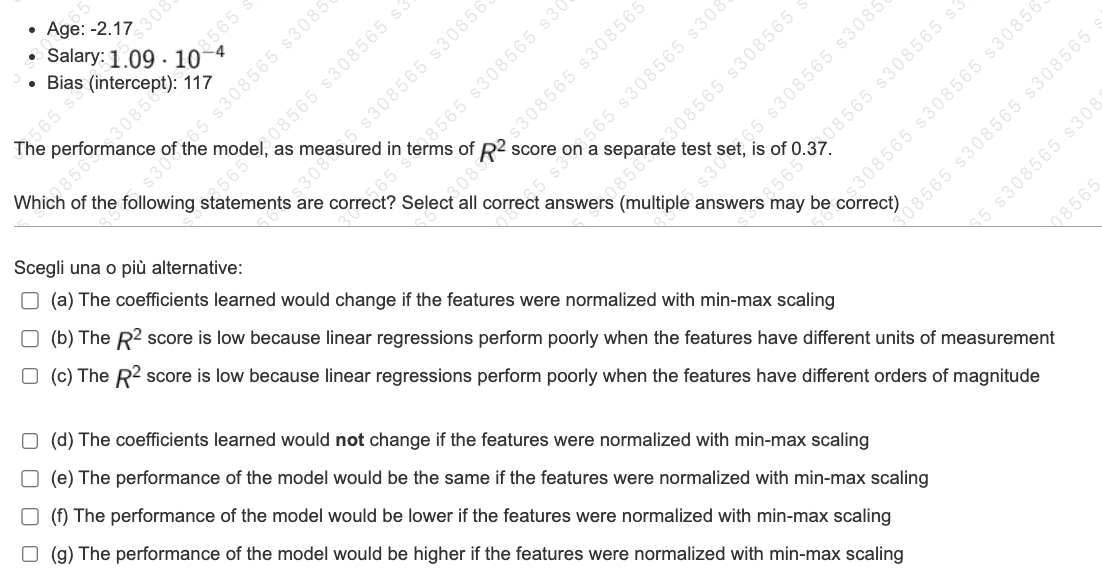 • Age: -2.17
• Salary: 1.09 · 10⁻⁴
• Bias (intercept): 117
The performance of the model, as measured in terms of R² score on a separate test set, is of 0.37.
Which of the following statements are correct? Select all correct answers (multiple answers may be correct)
Scegli una o più alternative:
(a) The coefficients learned would change if the features were normalized with min-max scaling
(b) The R² score is low because linear regressions perform poorly when the features have different units of measurement
(c) The R² score is low because linear regressions perform poorly when the features have different orders of magnitude
(d) The coefficients learned would not change if the features were normalized with min-max scaling
(e) The performance of the model would be the same if the features were normalized with min-max scaling
(f) The performance of the model would be lower if the features were normalized with min-max scaling
(g) The performance of the model would be higher if the features were normalized with min-max scaling
s308565